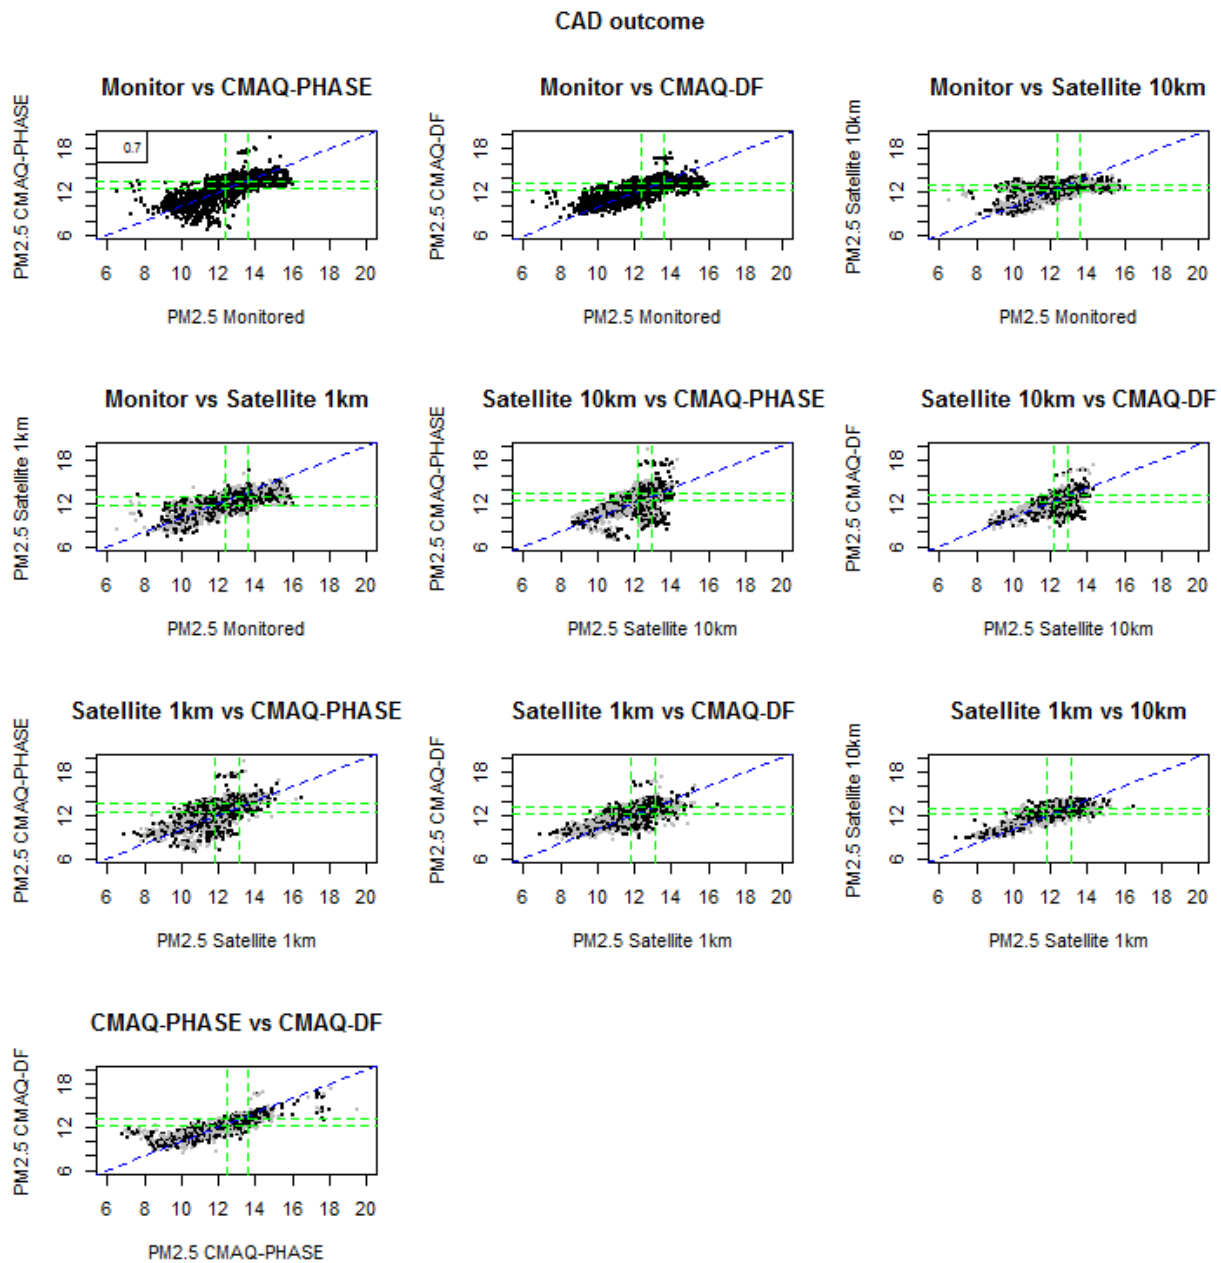 CAD outcome
Monitor vs CMAQ-PHASE
PM2.5 CMAQ-PHASE
18
12
6
0.7
6 8 10 12 14 16 18 20
PM2.5 Monitored
Monitor vs CMAQ-DF
PM2.5 CMAQ-DF
18
12
6
6 8 10 12 14 16 18 20
PM2.5 Monitored
Monitor vs Satellite 10km
PM2.5 Satellite 10km
18
12
6
6 8 10 12 14 16 18 20
PM2.5 Monitored
Monitor vs Satellite 1km
PM2.5 Satellite 1km
18
12
6
6 8 10 12 14 16 18 20
PM2.5 Monitored
Satellite 10km vs CMAQ-PHASE
PM2.5 CMAQ-PHASE
18
12
6
6 8 10 12 14 16 18 20
PM2.5 Satellite 10km
Satellite 10km vs CMAQ-DF
PM2.5 CMAQ-DF
18
12
6
6 8 10 12 14 16 18 20
PM2.5 Satellite 10km
Satellite 1km vs CMAQ-PHASE
PM2.5 CMAQ-PHASE
18
12
6
6 8 10 12 14 16 18 20
PM2.5 Satellite 1km
Satellite 1km vs CMAQ-DF
PM2.5 CMAQ-DF
18
12
6
6 8 10 12 14 16 18 20
PM2.5 Satellite 1km
Satellite 1km vs 10km
PM2.5 Satellite 10km
18
12
6
6 8 10 12 14 16 18 20
PM2.5 Satellite 1km
CMAQ-PHASE vs CMAQ-DF
PM2.5 CMAQ-DF
18
12
6
6 8 10 12 14 16 18 20
PM2.5 CMAQ-PHASE